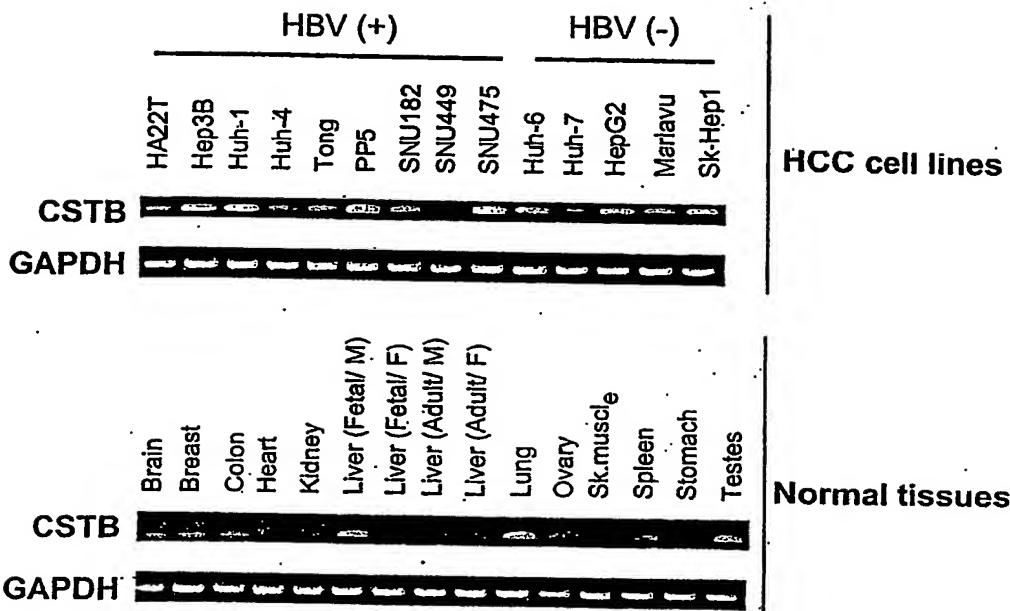 HBV (+) HBV (-)
HA22T Hep3B Huh-1 Huh-4 Tong PP5 SNU182 SNU449 SNU475 Huh-6 Huh-7 HepG2 Marlavu Sk-Hep1
CSTB
GAPDH
HCC cell lines
Brain Breast Colon Heart Kidney Liver (Fetal/ M) Liver (Fetal/ F) Liver (Adult/ M) Liver (Adult/ F) Lung Ovary Sk.muscle Spleen Stomach Testes
CSTB
GAPDH
Normal tissues